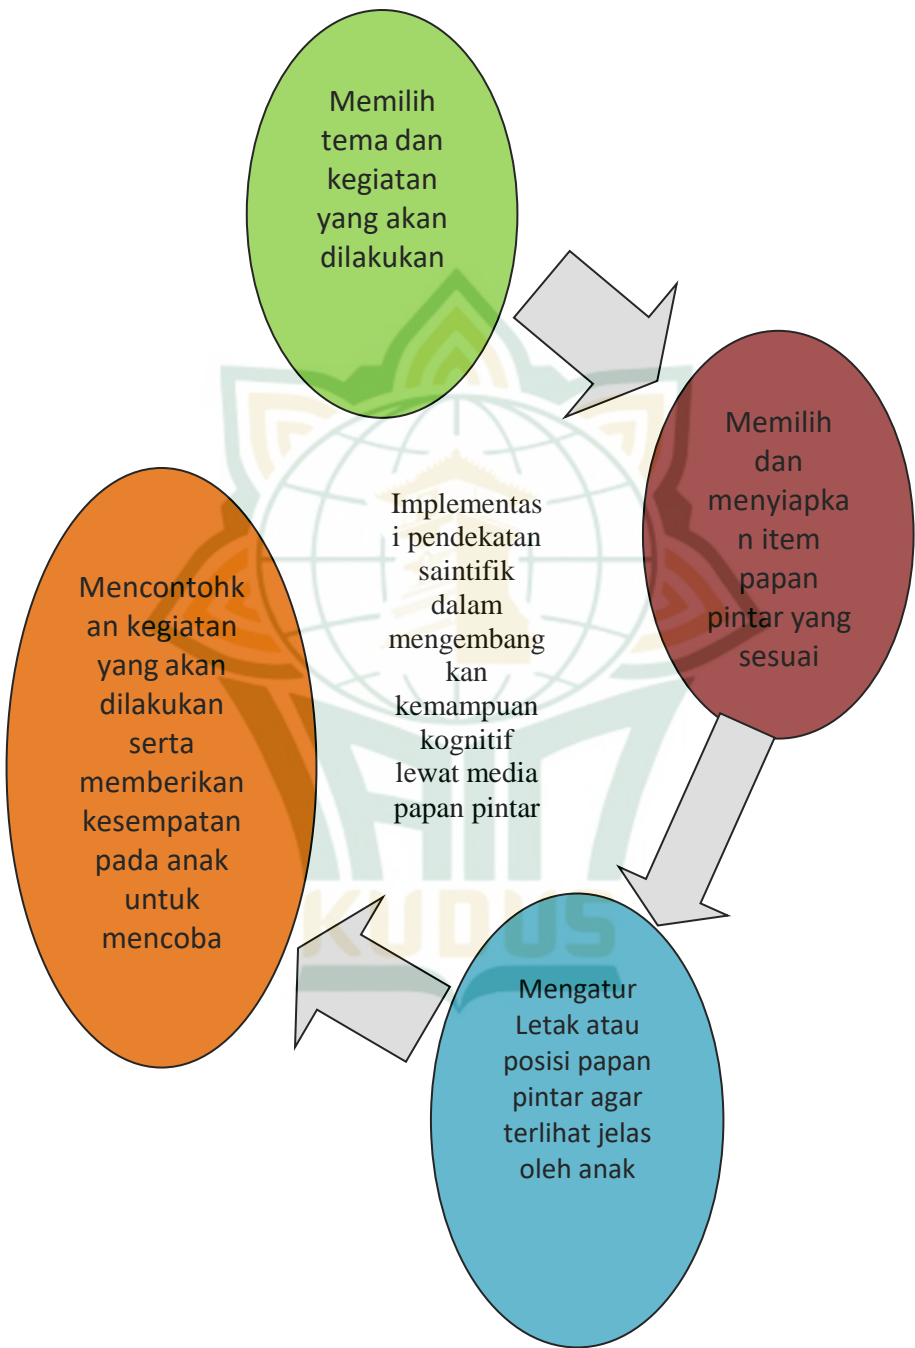 Memilih
tema dan
kegiatan
yang akan
dilakukan
Memilih
dan
menyiapka
n item
papan
pintar yang
sesuai
Implementas
i pendekatan
saintifik
dalam
mengembang
kan
kemampuan
kognitif
lewat media
papan pintar
Mencontohk
an kegiatan
yang akan
dilakukan
serta
memberikan
kesempatan
pada anak
untuk
mencoba
Mengatur
Letak atau
posisi papan
pintar agar
terlihat jelas
oleh anak
IAIN
KUDUS